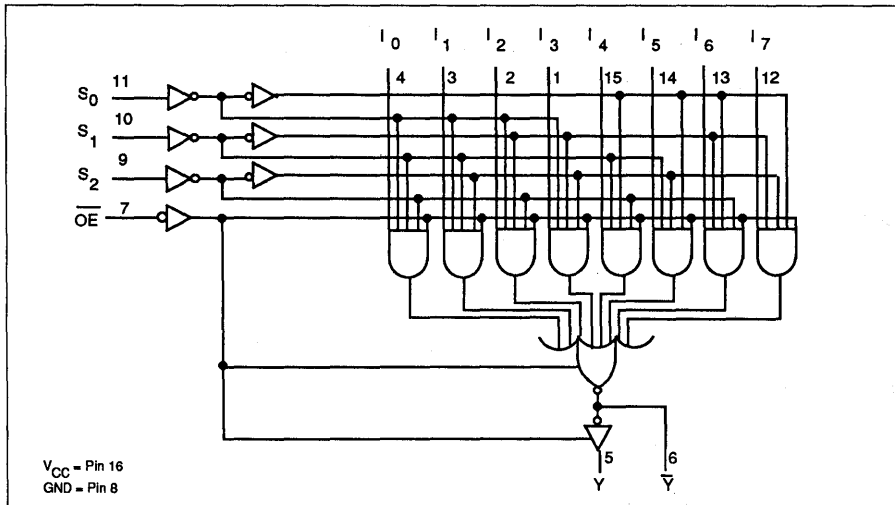 I0 I1 I2 I3 I4 I5 I6 I7
4 3 2 1 15 14 13 12
S0 11
S1 10
S2 9
O̅E̅ 7
5 6
Y Y̅
VCC = Pin 16
GND = Pin 8